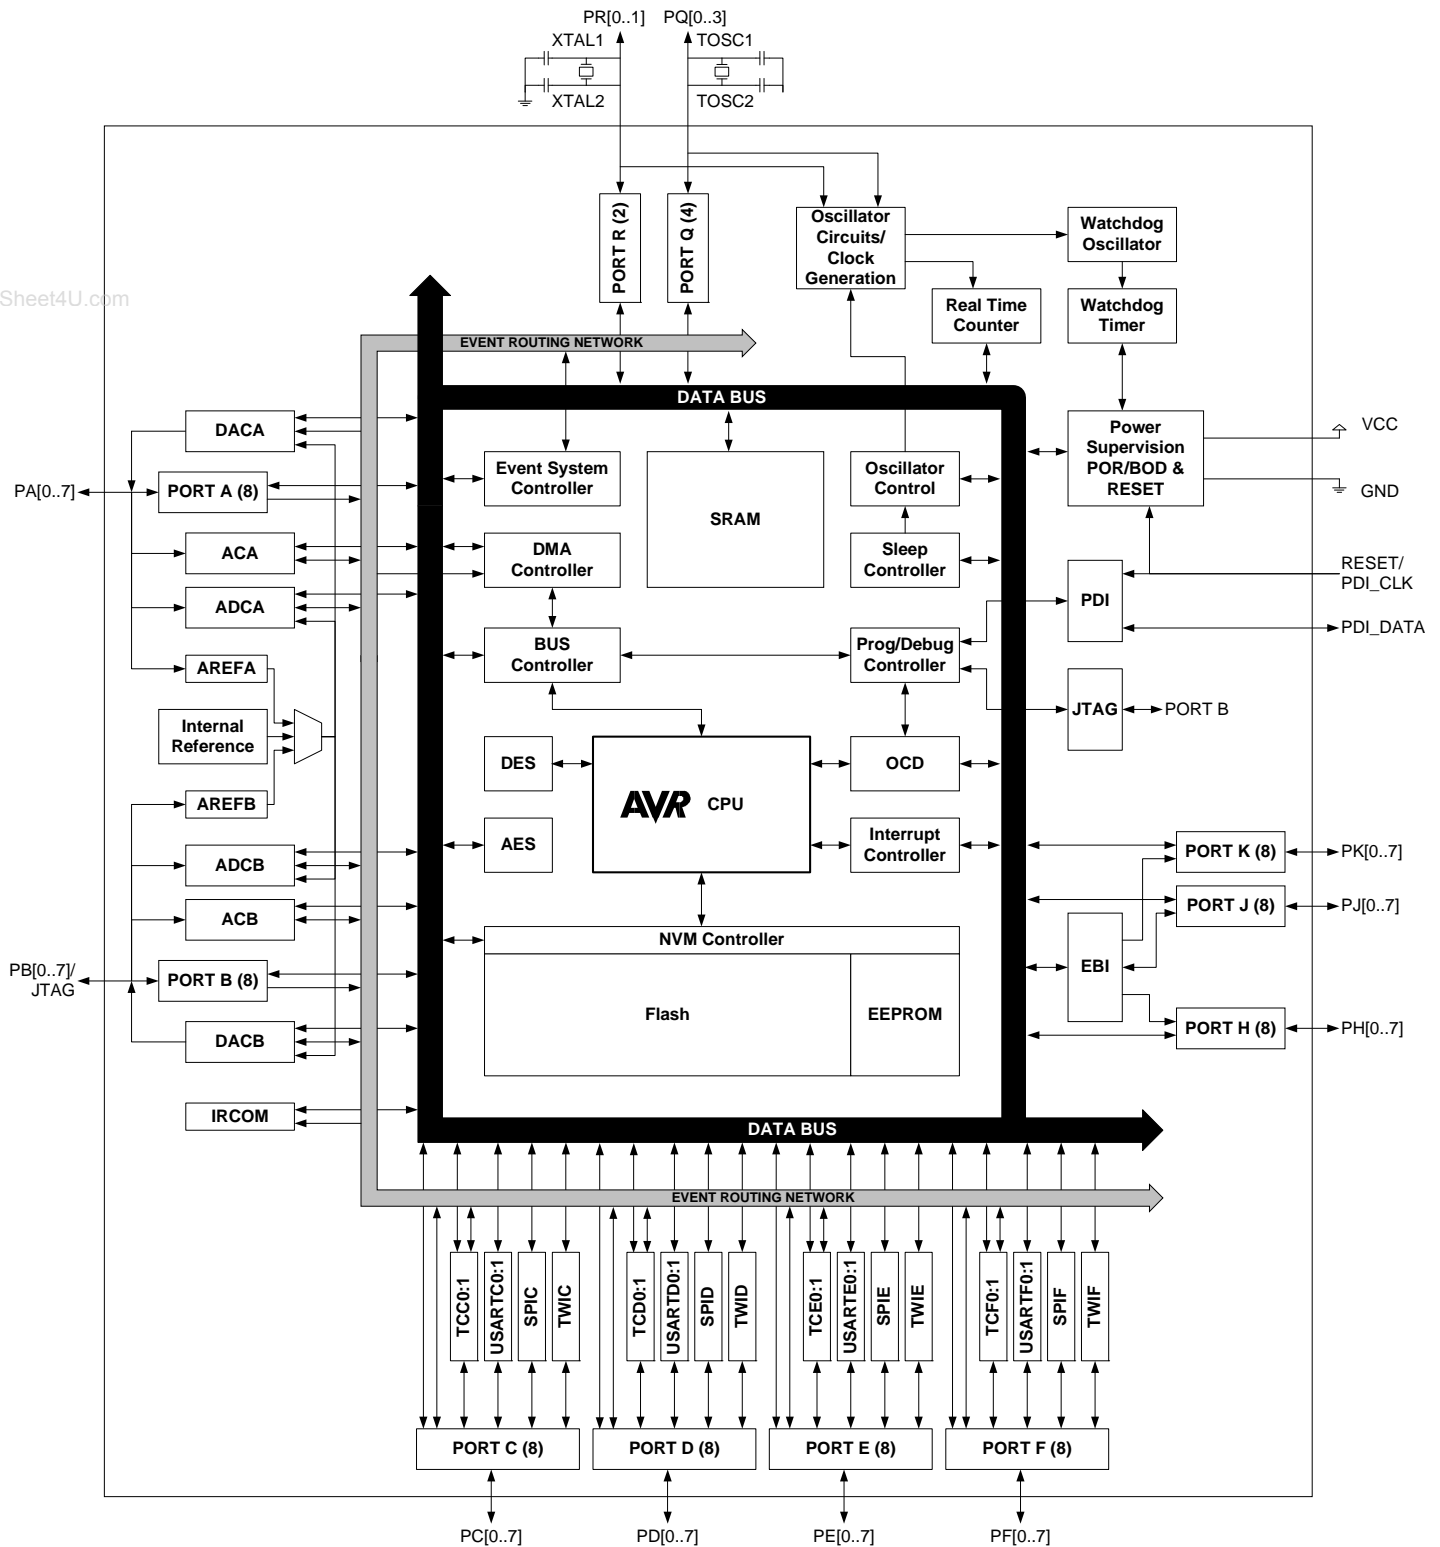 PR[0..1]
PQ[0..3]
XTAL1
TOSC1
XTAL2
TOSC2
PORT R (2)
PORT Q (4)
Oscillator
Circuits/
Clock
Generation
Watchdog
Oscillator
Sheet4U.com
Real Time
Counter
Watchdog
Timer
EVENT ROUTING NETWORK
DATA BUS
DACA
Power
Supervision
POR/BOD &
RESET
VCC
PA[0..7]
PORT A (8)
Event System
Controller
SRAM
Oscillator
Control
GND
ACA
DMA
Controller
Sleep
Controller
RESET/
PDI_CLK
ADCA
PDI
PDI_DATA
AREFA
BUS
Controller
Prog/Debug
Controller
Internal
Reference
JTAG
PORT B
DES
AVR CPU
OCD
AREFB
AES
Interrupt
Controller
ADCB
PORT K (8)
PK[0..7]
ACB
PORT J (8)
PJ[0..7]
NVM Controller
EBI
PB[0..7]/
JTAG
PORT B (8)
Flash
EEPROM
DACB
PORT H (8)
PH[0..7]
IRCOM
DATA BUS
EVENT ROUTING NETWORK
TCC0:1
USARTC0:1
SPIC
TWIC
TCD0:1
USARTD0:1
SPID
TWID
TCE0:1
USARTE0:1
SPIE
TWIE
TCF0:1
USARTF0:1
SPIF
TWIF
PORT C (8)
PORT D (8)
PORT E (8)
PORT F (8)
PC[0..7]
PD[0..7]
PE[0..7]
PF[0..7]